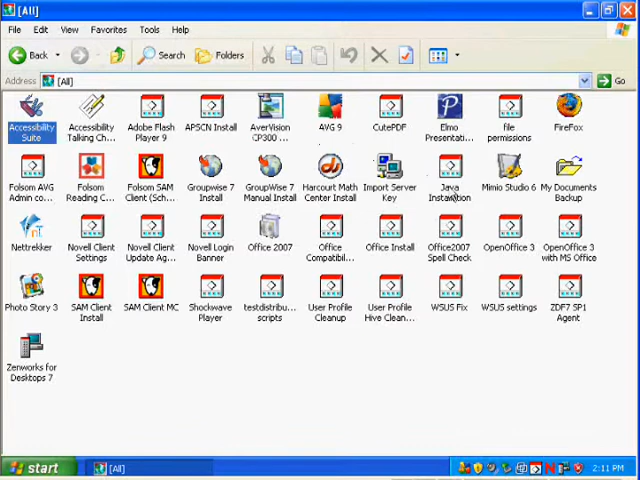 [All]
File Edit View Favorites Tools Help
Back Search Folders
Address [All] Go
Accessibility Suite
Accessibility Talking Ch...
Adobe Flash Player 9
APSCN Install
AverVision CP300 ...
AVG 9
CutePDF
Elmo Presentati...
file permissions
FireFox
Folsom AVG Admin co...
Folsom Reading C...
Folsom SAM Client (Sch...
Groupwise 7 Install
GroupWise 7 Manual Install
Harcourt Math Center Install
Import Server Key
Java
Mimio Studio 6
My Documents Backup
Nettrekker
Novell Client Settings
Novell Client Update Ag...
Novell Login Banner
Office 2007
Office Compatibil...
Office Install
Office2007 Spell Check
OpenOffice 3
OpenOffice 3 with MS Office
Photo Story 3
SAM Client Install
SAM Client MC
Shockwave Player
testdistribu... scripts
User Profile Cleanup
User Profile Hive Clean...
WSUS Fix
WSUS settings
ZDF7 SP1 Agent
Zenworks for Desktops 7
start [All] 2:11 PM